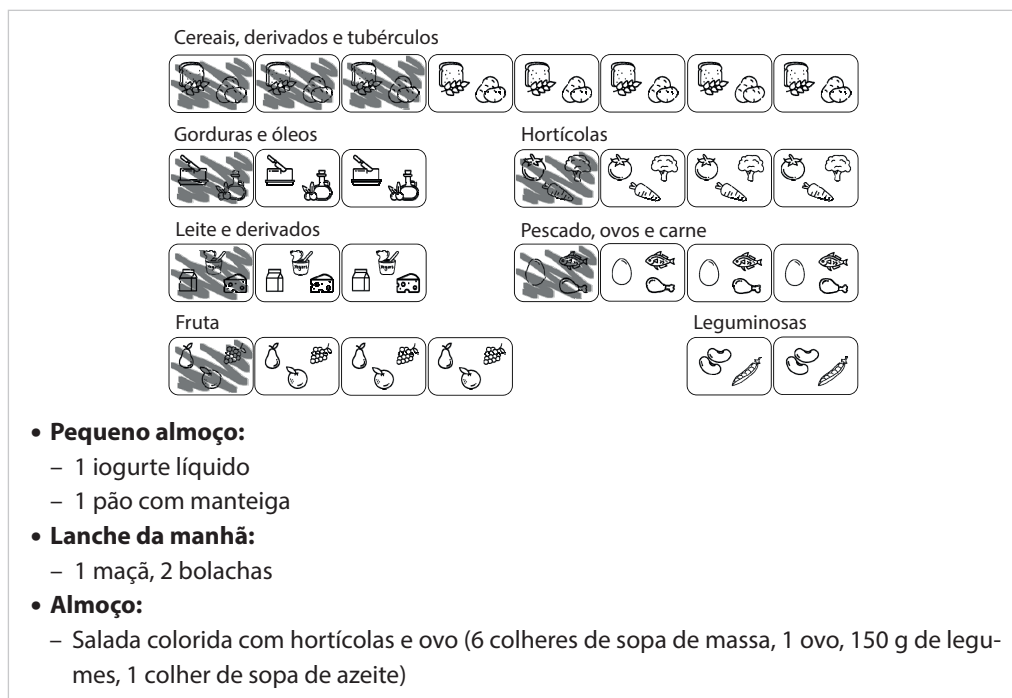 Cereais, derivados e tubérculos
Gorduras e óleos
Hortícolas
Leite e derivados
Pescado, ovos e carne
Fruta
Leguminosas
• Pequeno almoço:
– 1 iogurte líquido
– 1 pão com manteiga
• Lanche da manhã:
– 1 maçã, 2 bolachas
• Almoço:
– Salada colorida com hortícolas e ovo (6 colheres de sopa de massa, 1 ovo, 150 g de legu-
mes, 1 colher de sopa de azeite)